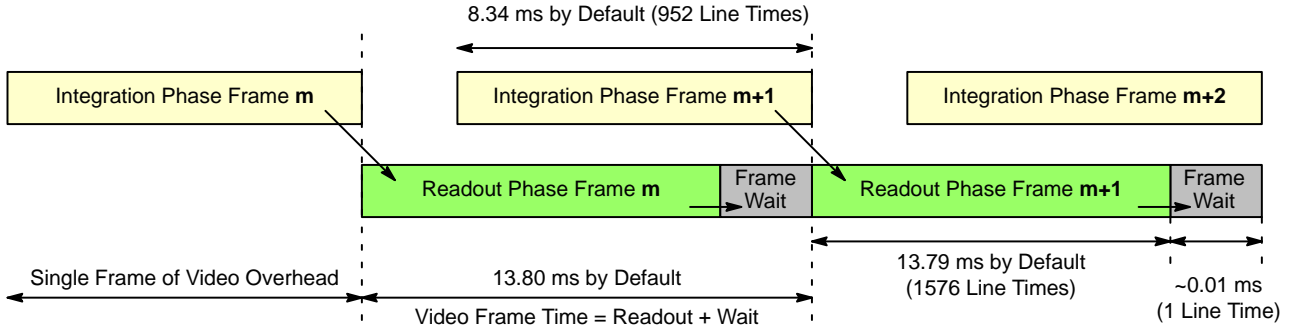 8.34 ms by Default (952 Line Times)
Integration Phase Frame m
Integration Phase Frame m+1
Integration Phase Frame m+2
Readout Phase Frame m
Frame
Wait
Readout Phase Frame m+1
Frame
Wait
Single Frame of Video Overhead
13.80 ms by Default
Video Frame Time = Readout + Wait
13.79 ms by Default
(1576 Line Times)
~0.01 ms
(1 Line Time)